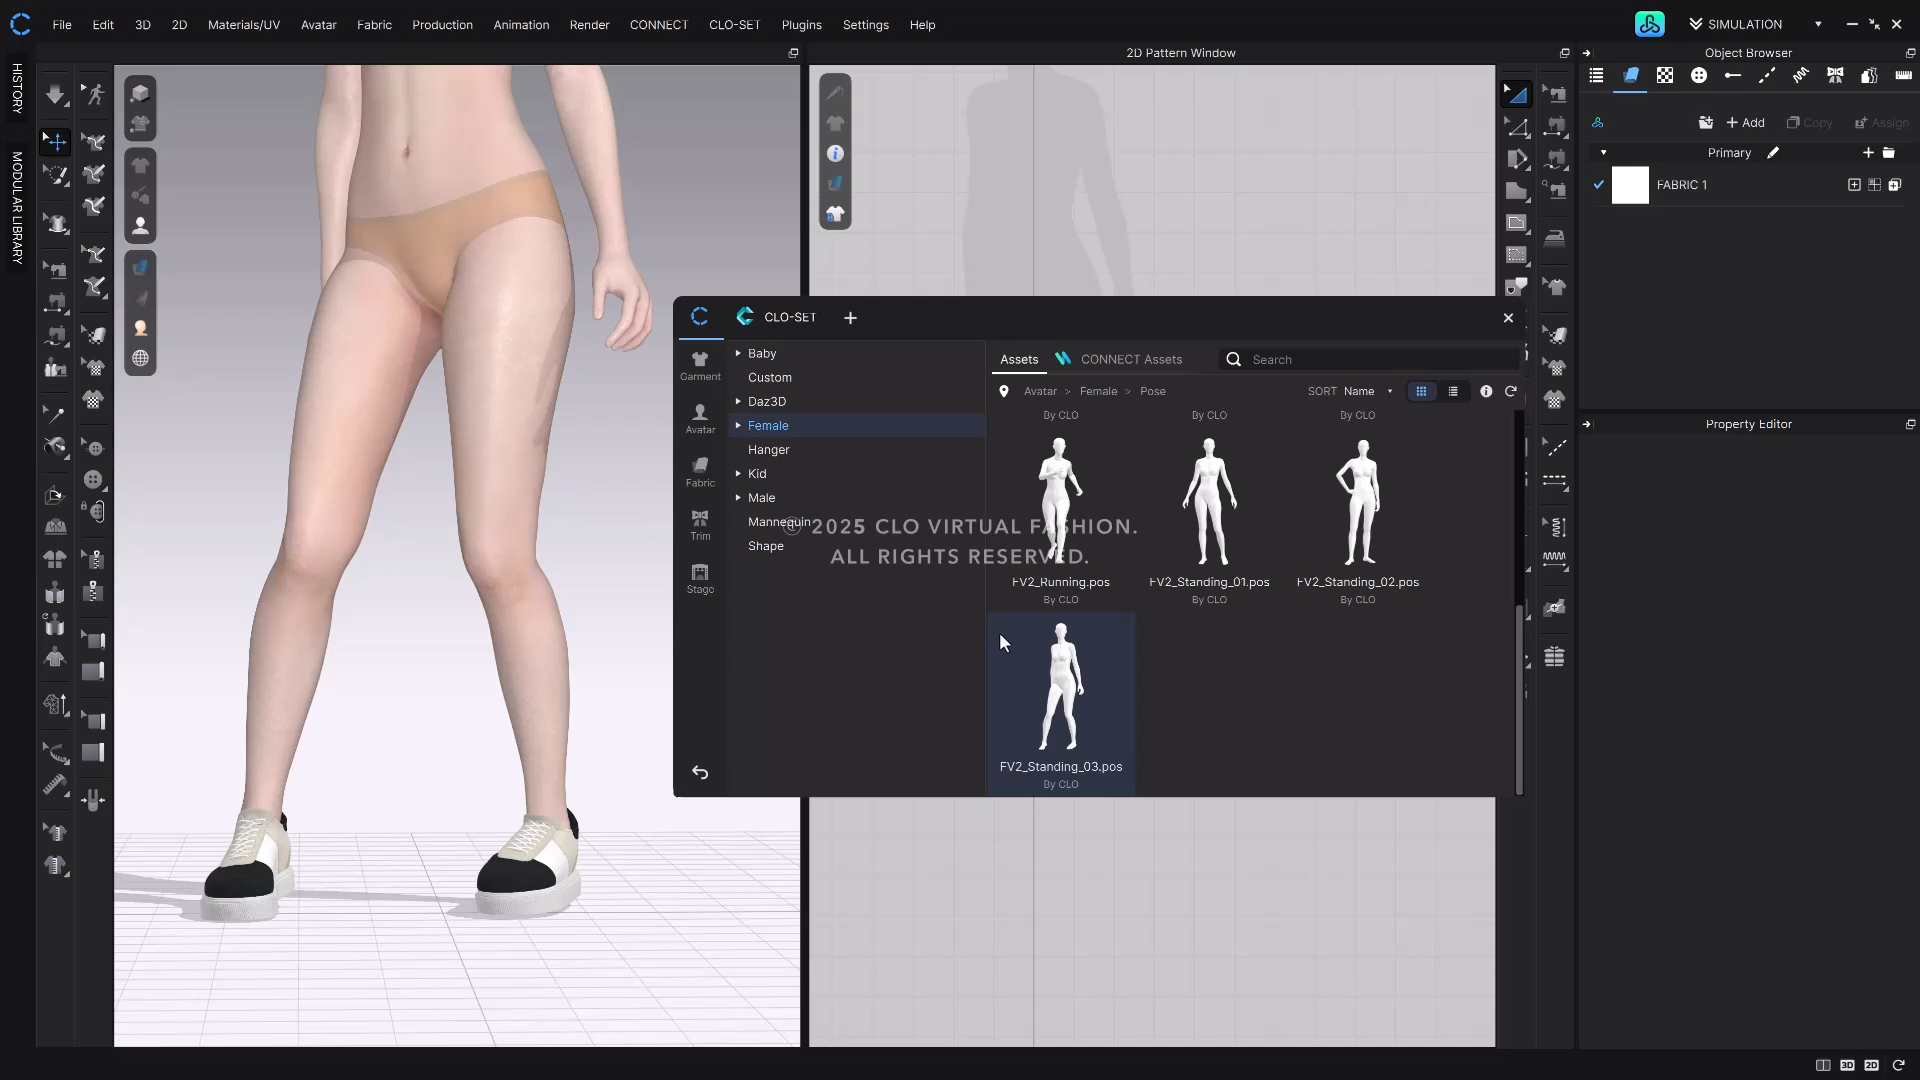 File Edit 3D 2D Materials/UV Avatar Fabric Production Animation Render CONNECT CLO-SET Plugins Settings Help
SIMULATION
2D Pattern Window
Object Browser
HISTORY
MODULAR LIBRARY
Add Copy Assign
Primary
FABRIC 1
Property Editor
CLO-SET
Garment
Avatar
Fabric
Trim
Stage
Baby
Custom
Daz3D
Female
Hanger
Kid
Male
Mannequin
Shape
Assets CONNECT Assets Search
Avatar > Female > Pose SORT Name
By CLO By CLO By CLO
FV2_Running.pos FV2_Standing_01.pos FV2_Standing_02.pos
By CLO By CLO By CLO
FV2_Standing_03.pos
By CLO
© 2025 CLO VIRTUAL FASHION.
ALL RIGHTS RESERVED.
3D 2D